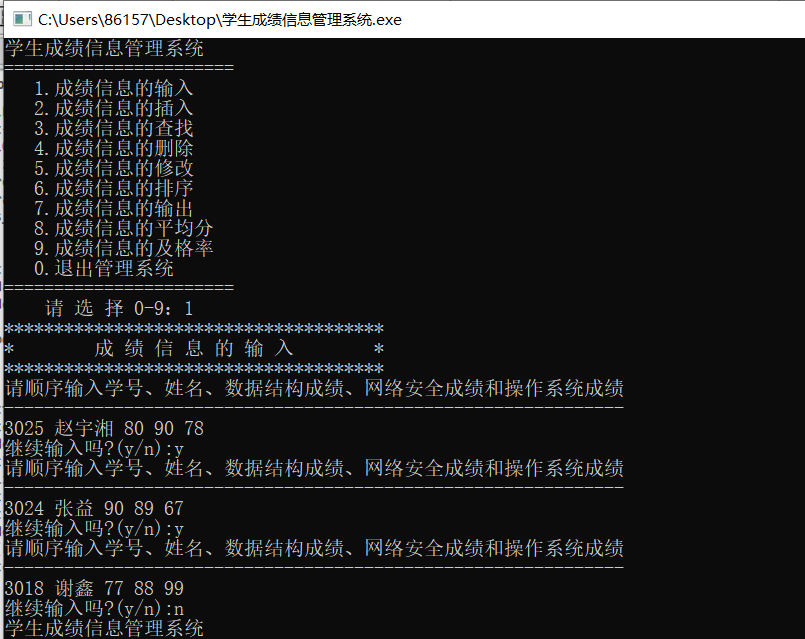 C:\Users\86157\Desktop\学生成绩信息管理系统.exe
学生成绩信息管理系统
=======================
1.成绩信息的输入
2.成绩信息的插入
3.成绩信息的查找
4.成绩信息的删除
5.成绩信息的修改
6.成绩信息的排序
7.成绩信息的输出
8.成绩信息的平均分
9.成绩信息的及格率
0.退出管理系统
=======================
请 选 择 0-9: 1
**************************************
* 成 绩 信 息 的 输 入 *
**************************************
请顺序输入学号、姓名、数据结构成绩、网络安全成绩和操作系统成绩
--------------------------------------------------------------
3025 赵宇湘 80 90 78
继续输入吗?(y/n):y
请顺序输入学号、姓名、数据结构成绩、网络安全成绩和操作系统成绩
--------------------------------------------------------------
3024 张益 90 89 67
继续输入吗?(y/n):y
请顺序输入学号、姓名、数据结构成绩、网络安全成绩和操作系统成绩
--------------------------------------------------------------
3018 谢鑫 77 88 99
继续输入吗?(y/n):n
学生成绩信息管理系统